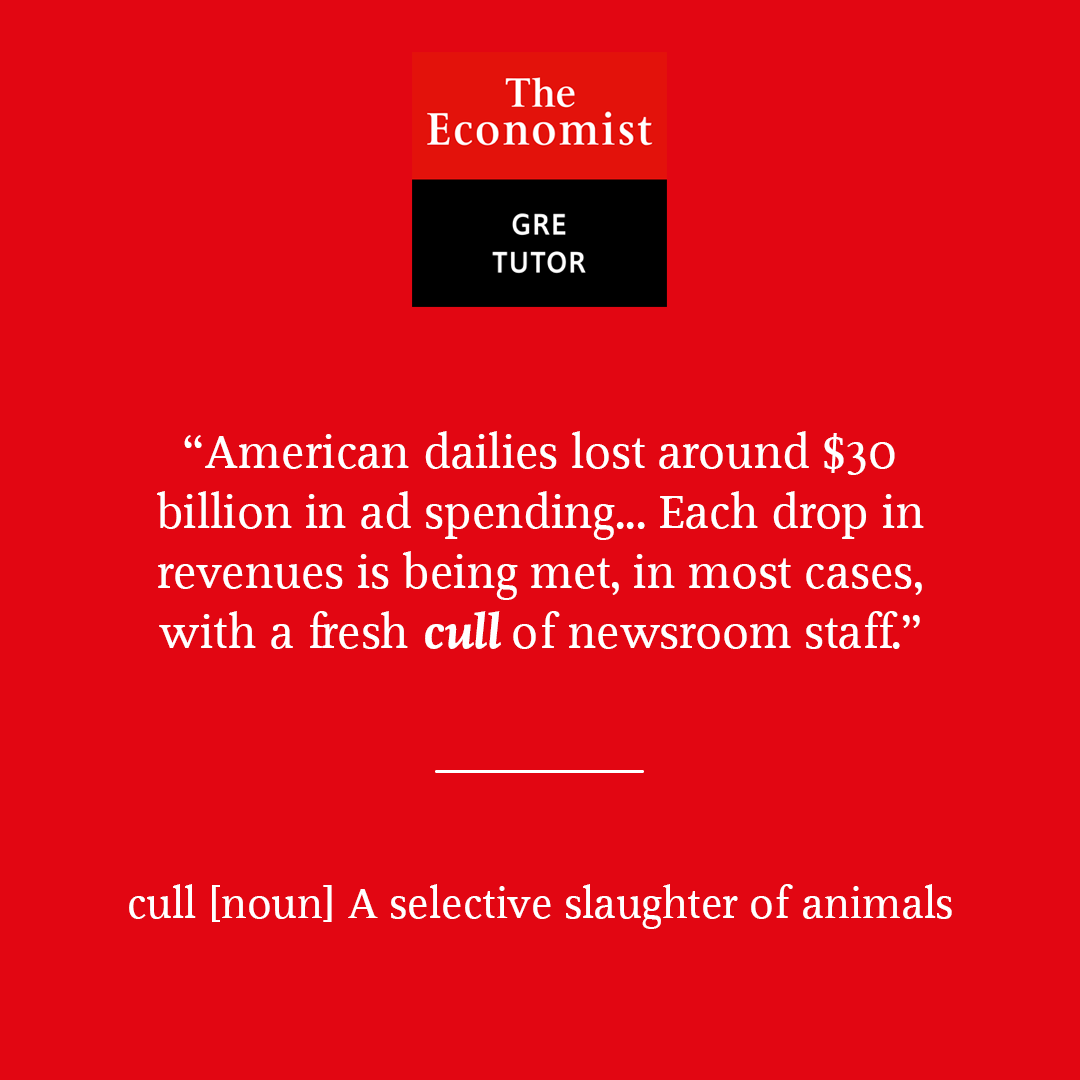 The
Economist
GRE
TUTOR
“American dailies lost around $30
billion in ad spending... Each drop in
revenues is being met, in most cases,
with a fresh cull of newsroom staff.”
cull [noun] A selective slaughter of animals